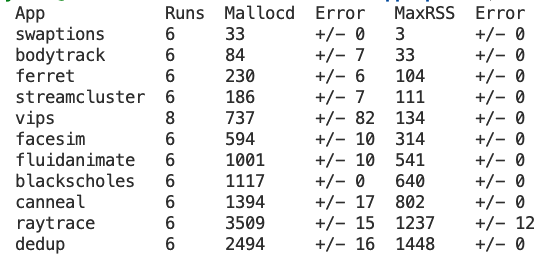 App Runs Mallocd Error MaxRSS Error
swaptions 6 33 +/- 0 3 +/- 0
bodytrack 6 84 +/- 7 33 +/- 0
ferret 6 230 +/- 6 104 +/- 0
streamcluster 6 186 +/- 7 111 +/- 0
vips 8 737 +/- 82 134 +/- 0
facesim 6 594 +/- 10 314 +/- 0
fluidanimate 6 1001 +/- 10 541 +/- 0
blackscholes 6 1117 +/- 0 640 +/- 0
canneal 6 1394 +/- 17 802 +/- 0
raytrace 6 3509 +/- 15 1237 +/- 12
dedup 6 2494 +/- 16 1448 +/- 0